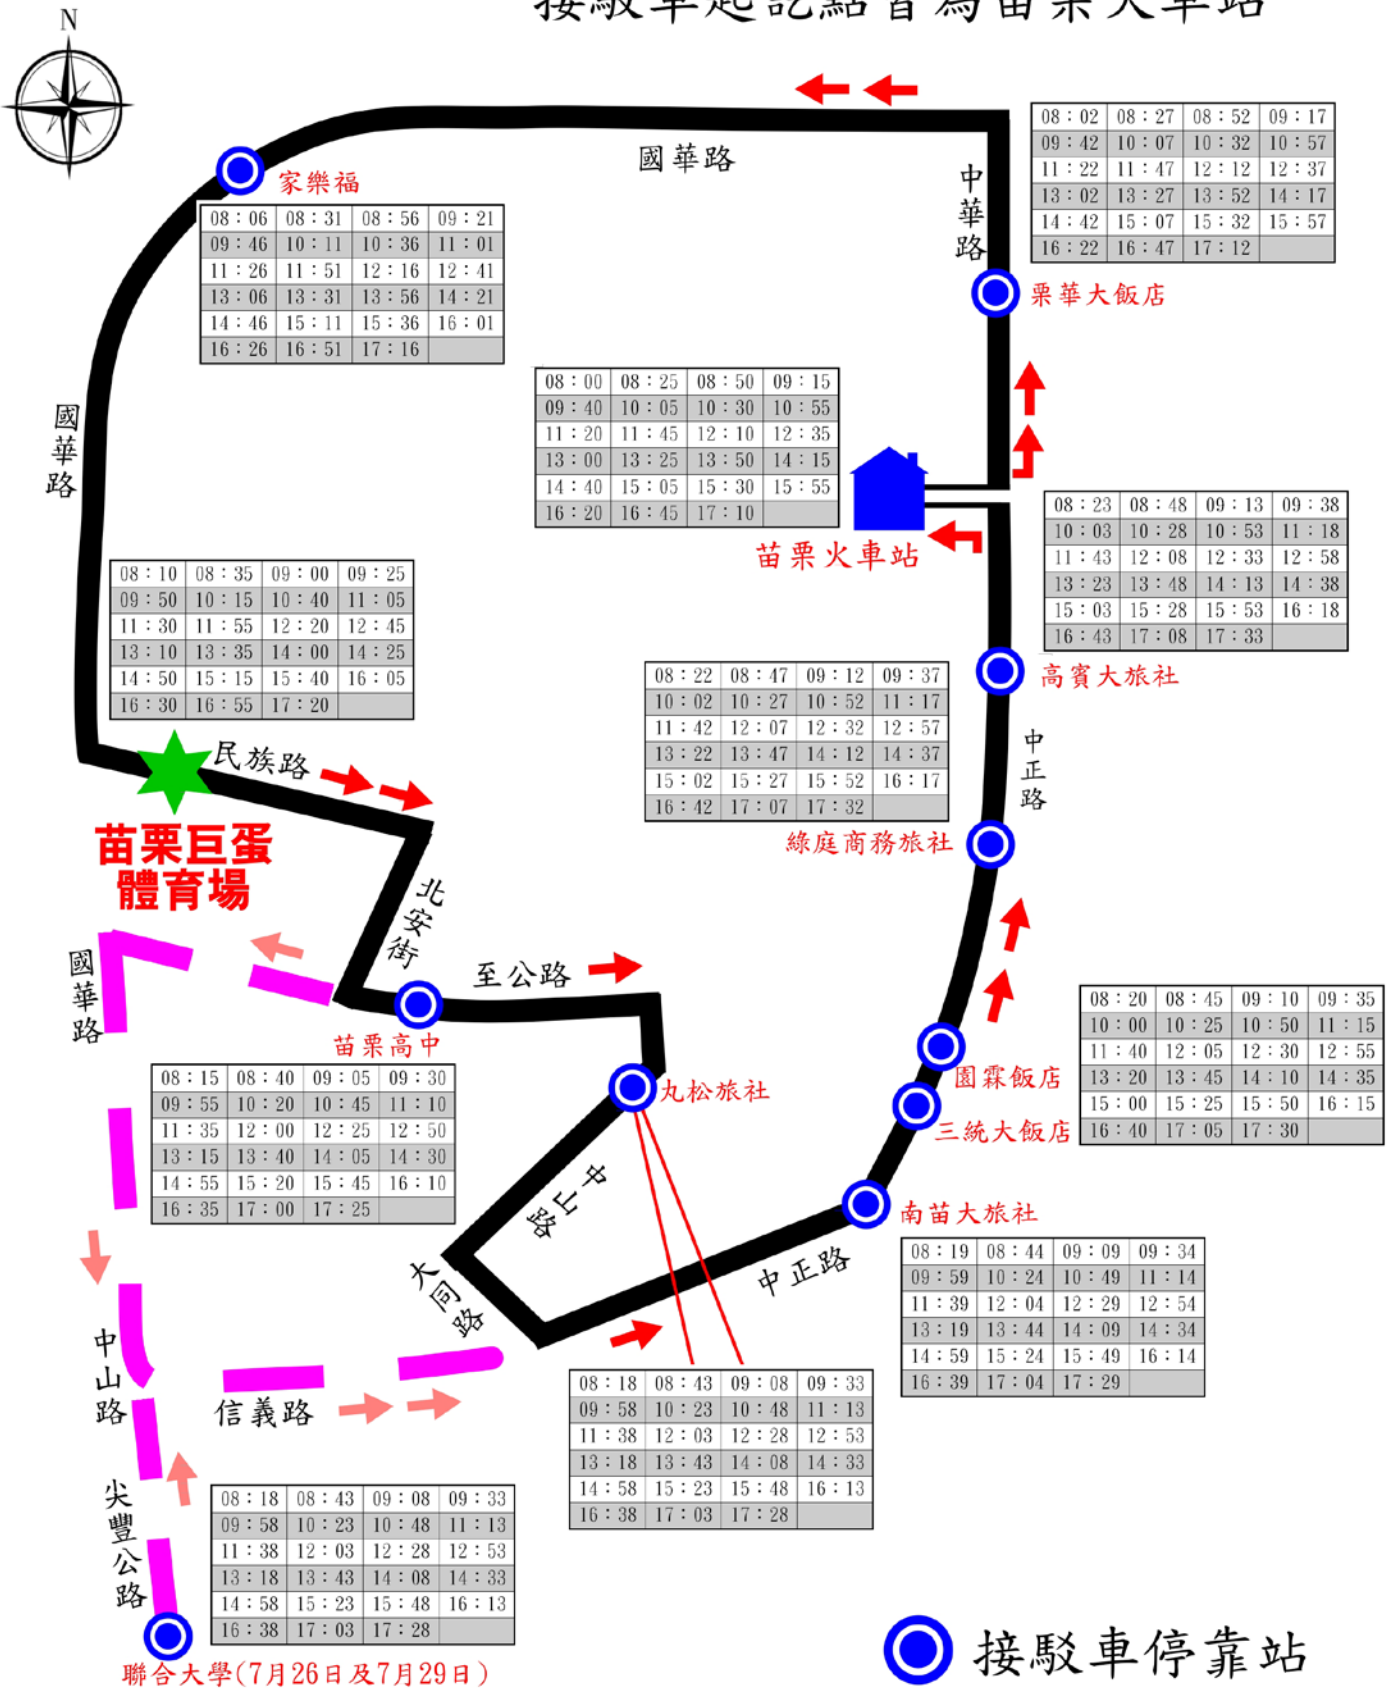 接駁車起訖點皆為苗栗火車站
N
國華路
中華路
08：02 08：27 08：52 09：17
09：42 10：07 10：32 10：57
11：22 11：47 12：12 12：37
13：02 13：27 13：52 14：17
14：42 15：07 15：32 15：57
16：22 16：47 17：12
栗華大飯店
家樂福
08：06 08：31 08：56 09：21
09：46 10：11 10：36 11：01
11：26 11：51 12：16 12：41
13：06 13：31 13：56 14：21
14：46 15：11 15：36 16：01
16：26 16：51 17：16
國華路
08：00 08：25 08：50 09：15
09：40 10：05 10：30 10：55
11：20 11：45 12：10 12：35
13：00 13：25 13：50 14：15
14：40 15：05 15：30 15：55
16：20 16：45 17：10
苗栗火車站
08：23 08：48 09：13 09：38
10：03 10：28 10：53 11：18
11：43 12：08 12：33 12：58
13：23 13：48 14：13 14：38
15：03 15：28 15：53 16：18
16：43 17：08 17：33
高賓大旅社
08：10 08：35 09：00 09：25
09：50 10：15 10：40 11：05
11：30 11：55 12：20 12：45
13：10 13：35 14：00 14：25
14：50 15：15 15：40 16：05
16：30 16：55 17：20
民族路
苗栗巨蛋
體育場
08：22 08：47 09：12 09：37
10：02 10：27 10：52 11：17
11：42 12：07 12：32 12：57
13：22 13：47 14：12 14：37
15：02 15：27 15：52 16：17
16：42 17：07 17：32
綠庭商務旅社
中正路
北安街
國華路
至公路
苗栗高中
08：15 08：40 09：05 09：30
09：55 10：20 10：45 11：10
11：35 12：00 12：25 12：50
13：15 13：40 14：05 14：30
14：55 15：20 15：45 16：10
16：35 17：00 17：25
丸松旅社
08：20 08：45 09：10 09：35
10：00 10：25 10：50 11：15
11：40 12：05 12：30 12：55
13：20 13：45 14：10 14：35
15：00 15：25 15：50 16：15
16：40 17：05 17：30
園霖飯店
三統大飯店
南苗大旅社
08：19 08：44 09：09 09：34
09：59 10：24 10：49 11：14
11：39 12：04 12：29 12：54
13：19 13：44 14：09 14：34
14：59 15：24 15：49 16：14
16：39 17：04 17：29
中山路
大同路
中正路
08：18 08：43 09：08 09：33
09：58 10：23 10：48 11：13
11：38 12：03 12：28 12：53
13：18 13：43 14：08 14：33
14：58 15：23 15：48 16：13
16：38 17：03 17：28
中山路
信義路
尖豐公路
08：18 08：43 09：08 09：33
09：58 10：23 10：48 11：13
11：38 12：03 12：28 12：53
13：18 13：43 14：08 14：33
14：58 15：23 15：48 16：13
16：38 17：03 17：28
聯合大學(7月26日及7月29日)
接駁車停靠站